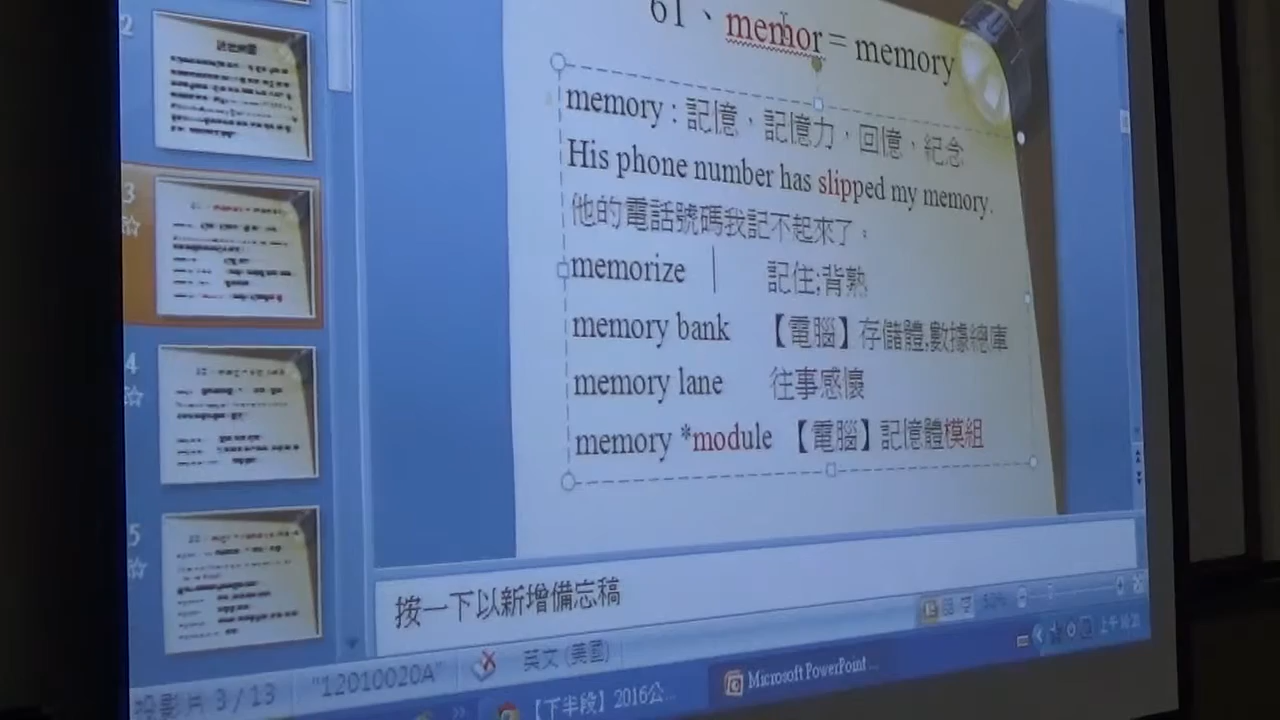 2
3
4
5
61、memor = memory
memory : 記憶，記憶力，回憶，紀念
His phone number has slipped my memory.
他的電話號碼我記不起來了。
memorize 記住;背熟
memory bank 【電腦】存儲體,數據總庫
memory lane 往事感懷
memory *module 【電腦】記憶體模組
按一下以新增備忘稿
投影片 3 / 13 "12010020A" 英文 (美國)
【下半段】2016公... Microsoft PowerPoint ...